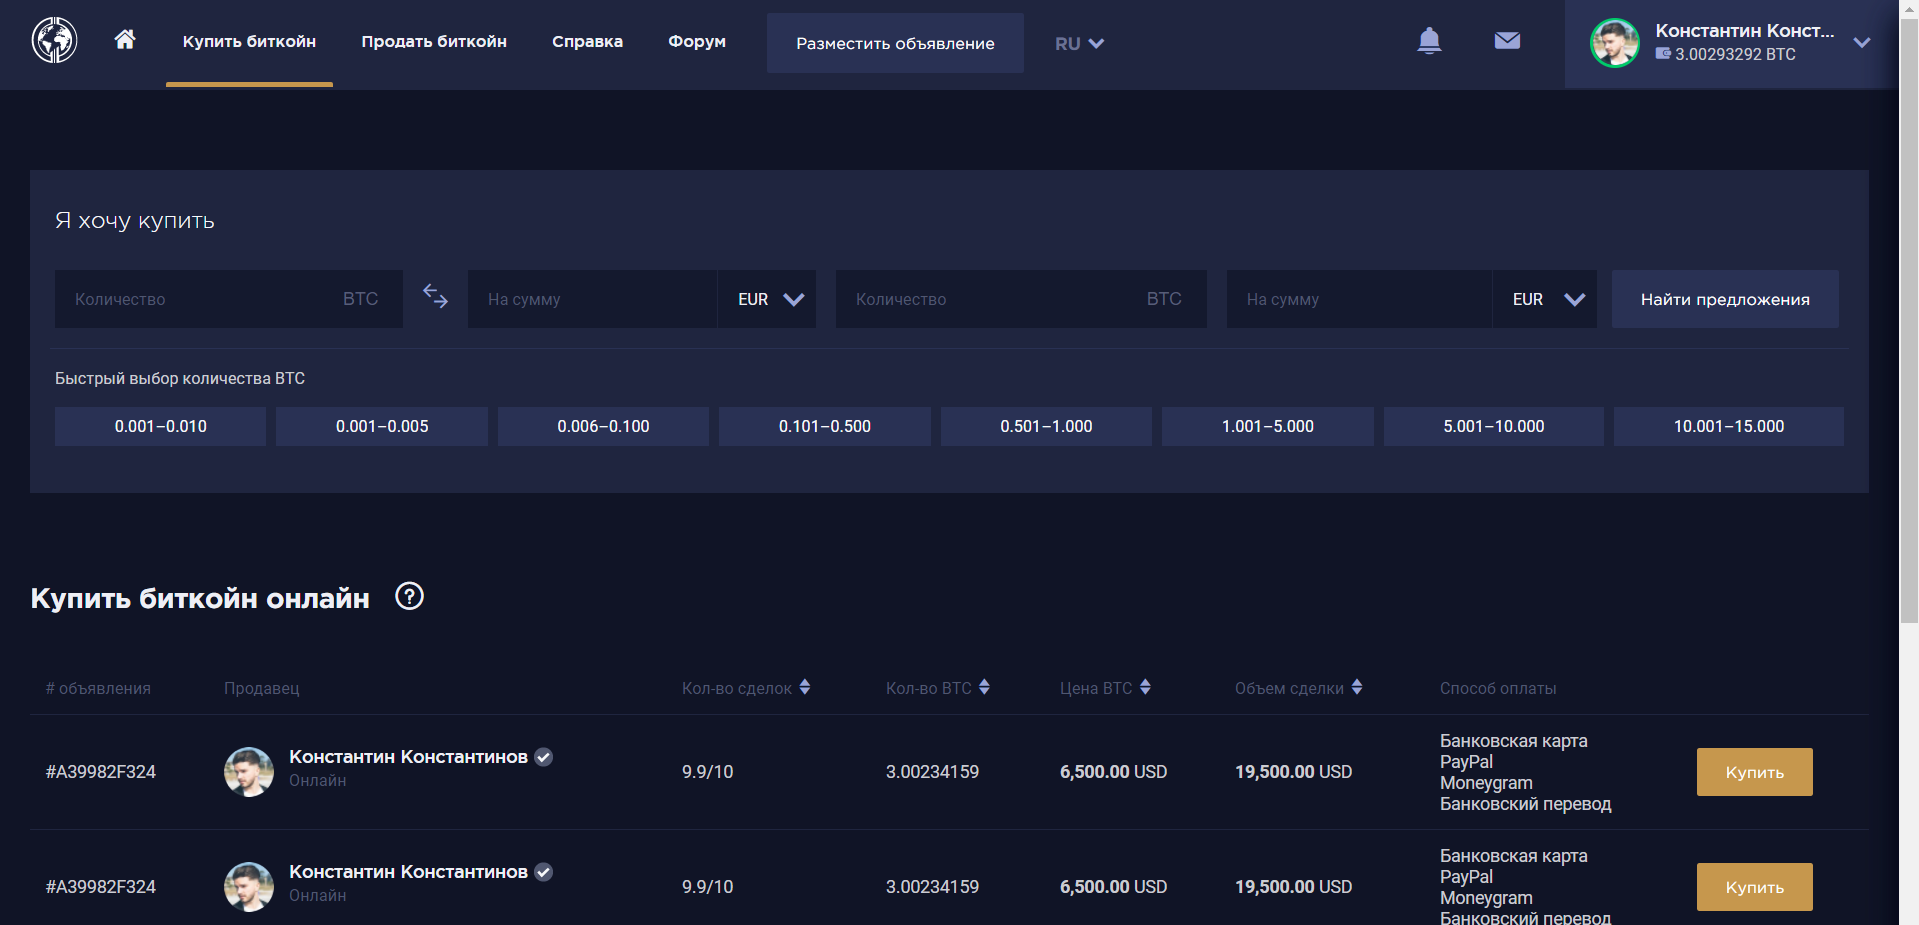 Купить биткойн
Продать биткойн
Справка
Форум
Разместить объявление
RU
Константин Конст...
3.00293292 BTC
Я хочу купить
Количество BTC
На сумму EUR
Количество BTC
На сумму EUR
Найти предложения
Быстрый выбор количества BTC
0.001–0.010
0.001–0.005
0.006–0.100
0.101–0.500
0.501–1.000
1.001–5.000
5.001–10.000
10.001–15.000
Купить биткойн онлайн
# объявления Продавец Кол-во сделок Кол-во BTC Цена BTC Объем сделки Способ оплаты
#A39982F324
Константин Константинов
Онлайн
9.9/10
3.00234159
6,500.00 USD
19,500.00 USD
Банковская карта
PayPal
Moneygram
Банковский перевод
Купить
#A39982F324
Константин Константинов
Онлайн
9.9/10
3.00234159
6,500.00 USD
19,500.00 USD
Банковская карта
PayPal
Moneygram
Банковский перевод
Купить